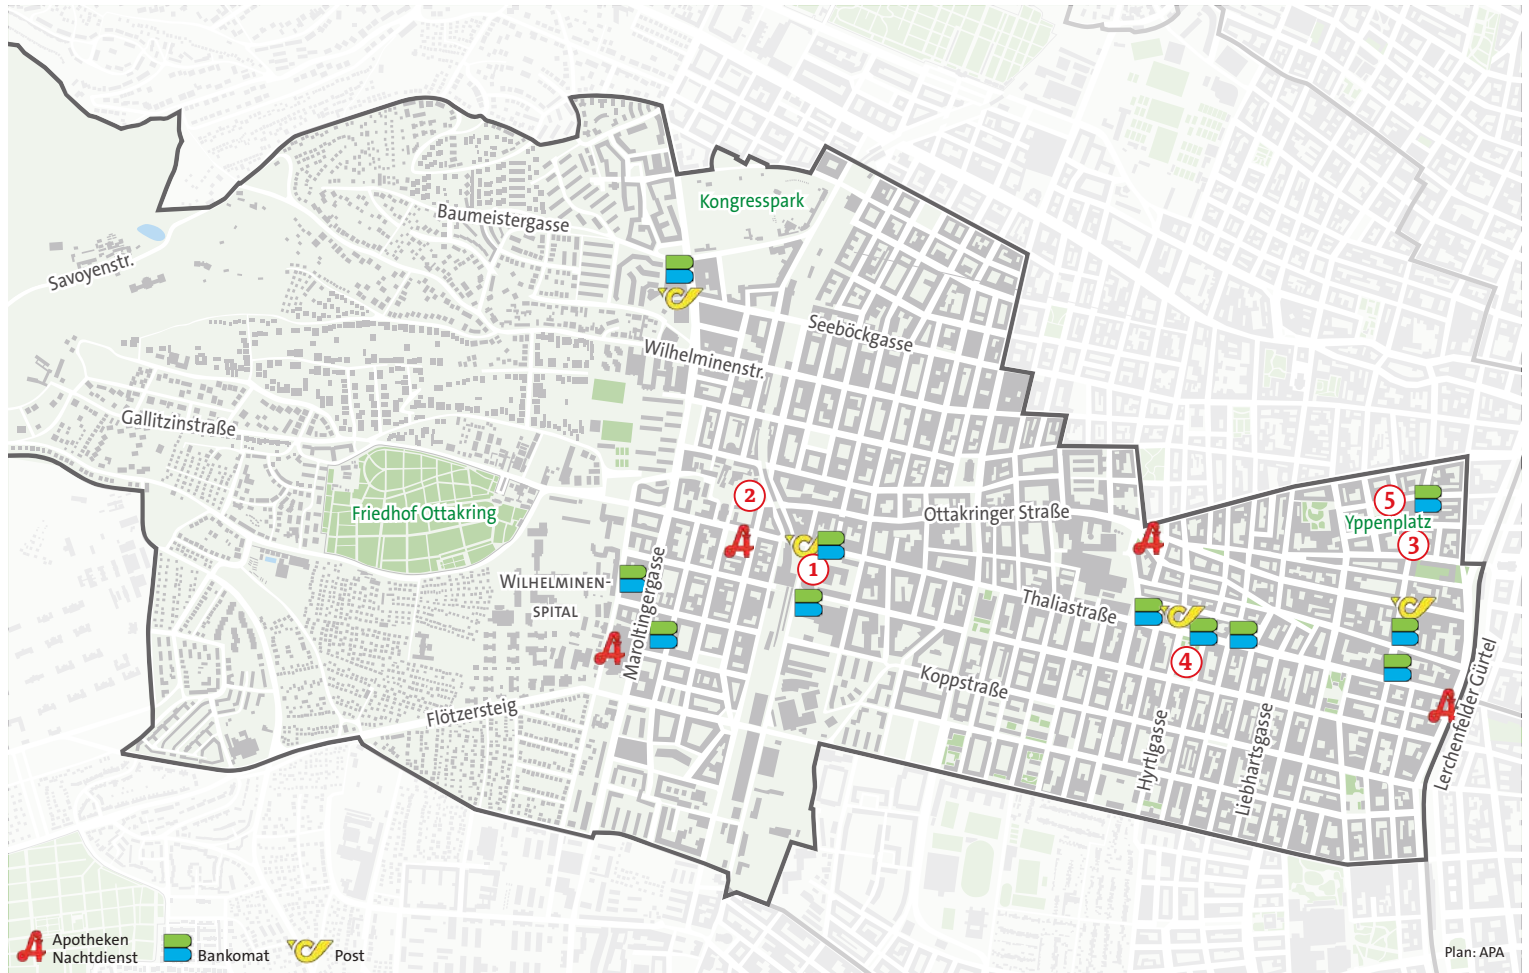 Kongresspark
Baumeistergasse
Savoyenstr.
Seeböckgasse
Wilhelminenstr.
Gallitzinstraße
2
5
Friedhof Ottakring
Ottakringer Straße
Yppenplatz
3
1
Wilhelminen-
spital
Maroltingergasse
Thaliastraße
4
Koppstraße
Flötzersteig
Hyrtlgasse
Liebhartsgasse
Lerchenfelder Gürtel
Apotheken
Nachtdienst
Bankomat
Post
Plan: APA